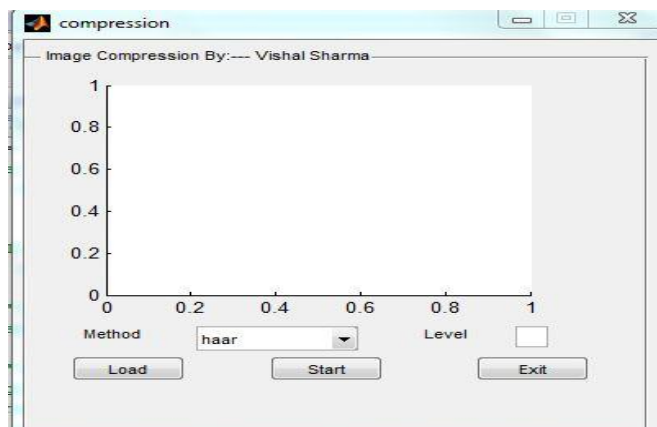 compression
Image Compression By:--- Vishal Sharma
1
0.8
0.6
0.4
0.2
0
0 0.2 0.4 0.6 0.8 1
Method haar Level
Load Start Exit